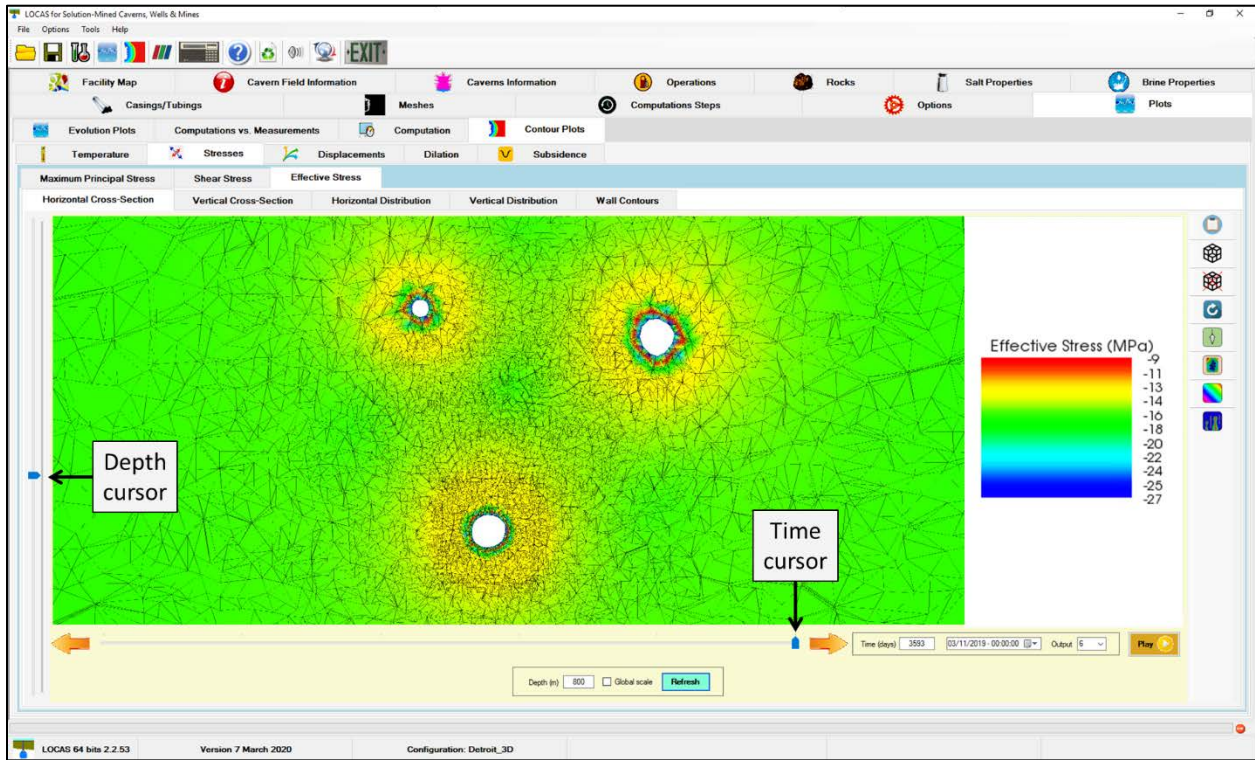 LOCAS for Solution-Mined Caverns, Wells & Mines
File Options Tools Help
EXIT
Facility Map Cavern Field Information Caverns Information Operations Rocks Salt Properties Brine Properties
Casings/Tubings Meshes Computations Steps Options Plots
Evolution Plots Computations vs. Measurements Computation Contour Plots
Temperature Stresses Displacements Dilation Subsidence
Maximum Principal Stress Shear Stress Effective Stress
Horizontal Cross-Section Vertical Cross-Section Horizontal Distribution Vertical Distribution Wall Contours
Effective Stress (MPa)
-9
-11
-13
-14
-16
-18
-20
-22
-24
-25
-27
Depth
cursor
Time
cursor
Time (days) 3593 03/11/2019 - 00:00:00 Output 6 Play
Depth (m) 800 Global scale Refresh
LOCAS 64 bits 2.2.53 Version 7 March 2020 Configuration: Detroit_3D